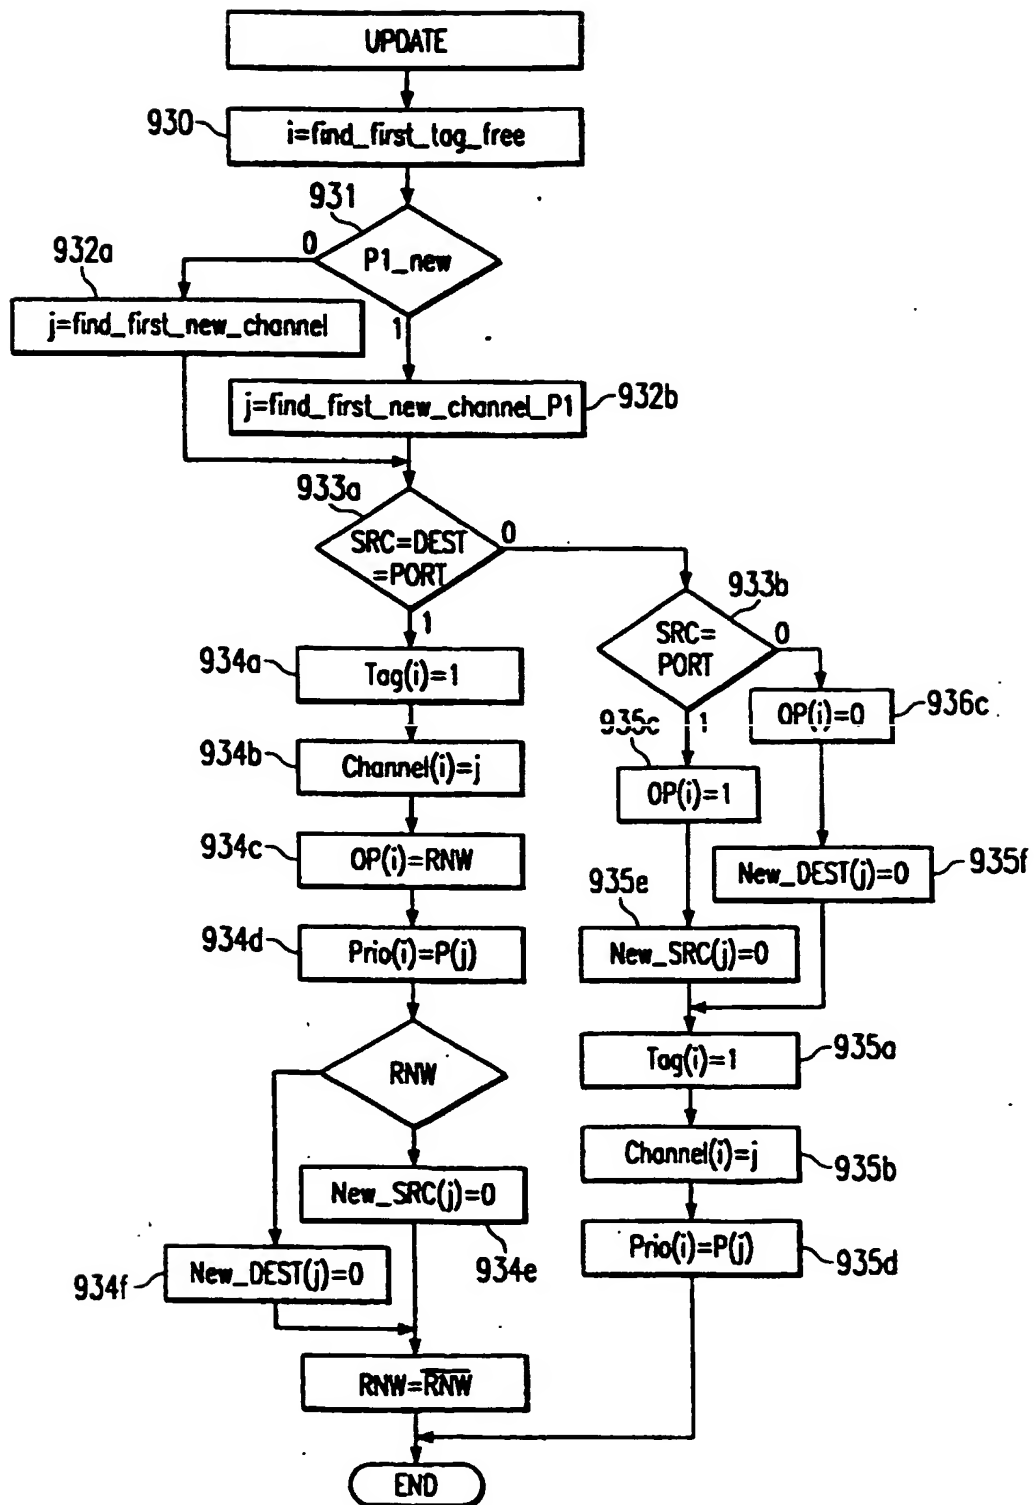 UPDATE
930
i=find_first_tag_free
931
P1_new
0
1
932a
j=find_first_new_channel
j=find_first_new_channel_P1
932b
933a
SRC=DEST
=PORT
0
1
933b
SRC=
PORT
0
1
934a
Tag(i)=1
934b
Channel(i)=j
934c
OP(i)=RNW
934d
Prio(i)=P(j)
RNW
New_SRC(j)=0
934e
934f
New_DEST(j)=0
RNW=R̅N̅W̅
935c
OP(i)=1
OP(i)=0
936c
935e
New_SRC(j)=0
New_DEST(j)=0
935f
Tag(i)=1
935a
Channel(i)=j
935b
Prio(i)=P(j)
935d
END